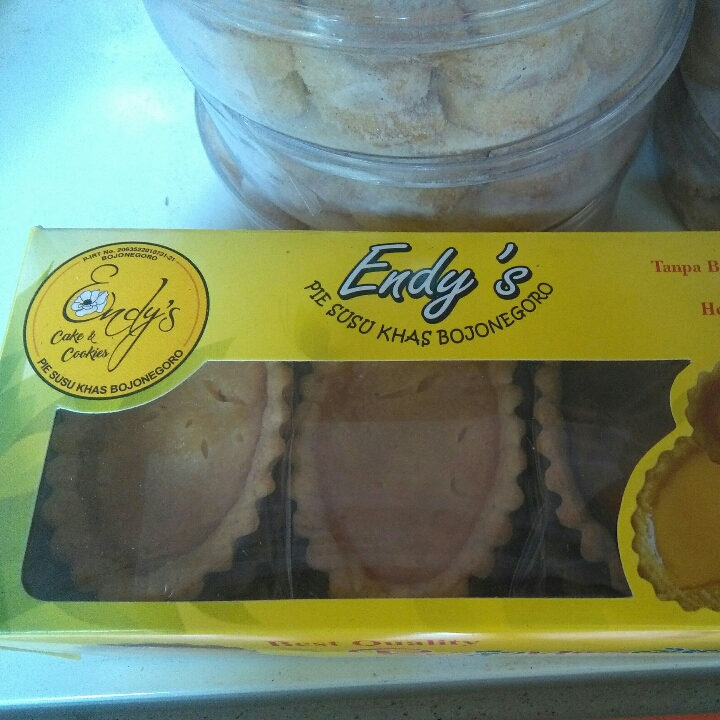 P-IRT No. 2063522010731-21
BOJONEGORO
Endy's
Cake &
Cookies
PIE SUSU KHAS BOJONEGORO
Endy's
PIE SUSU KHAS BOJONEGORO
Tanpa
Best Quality